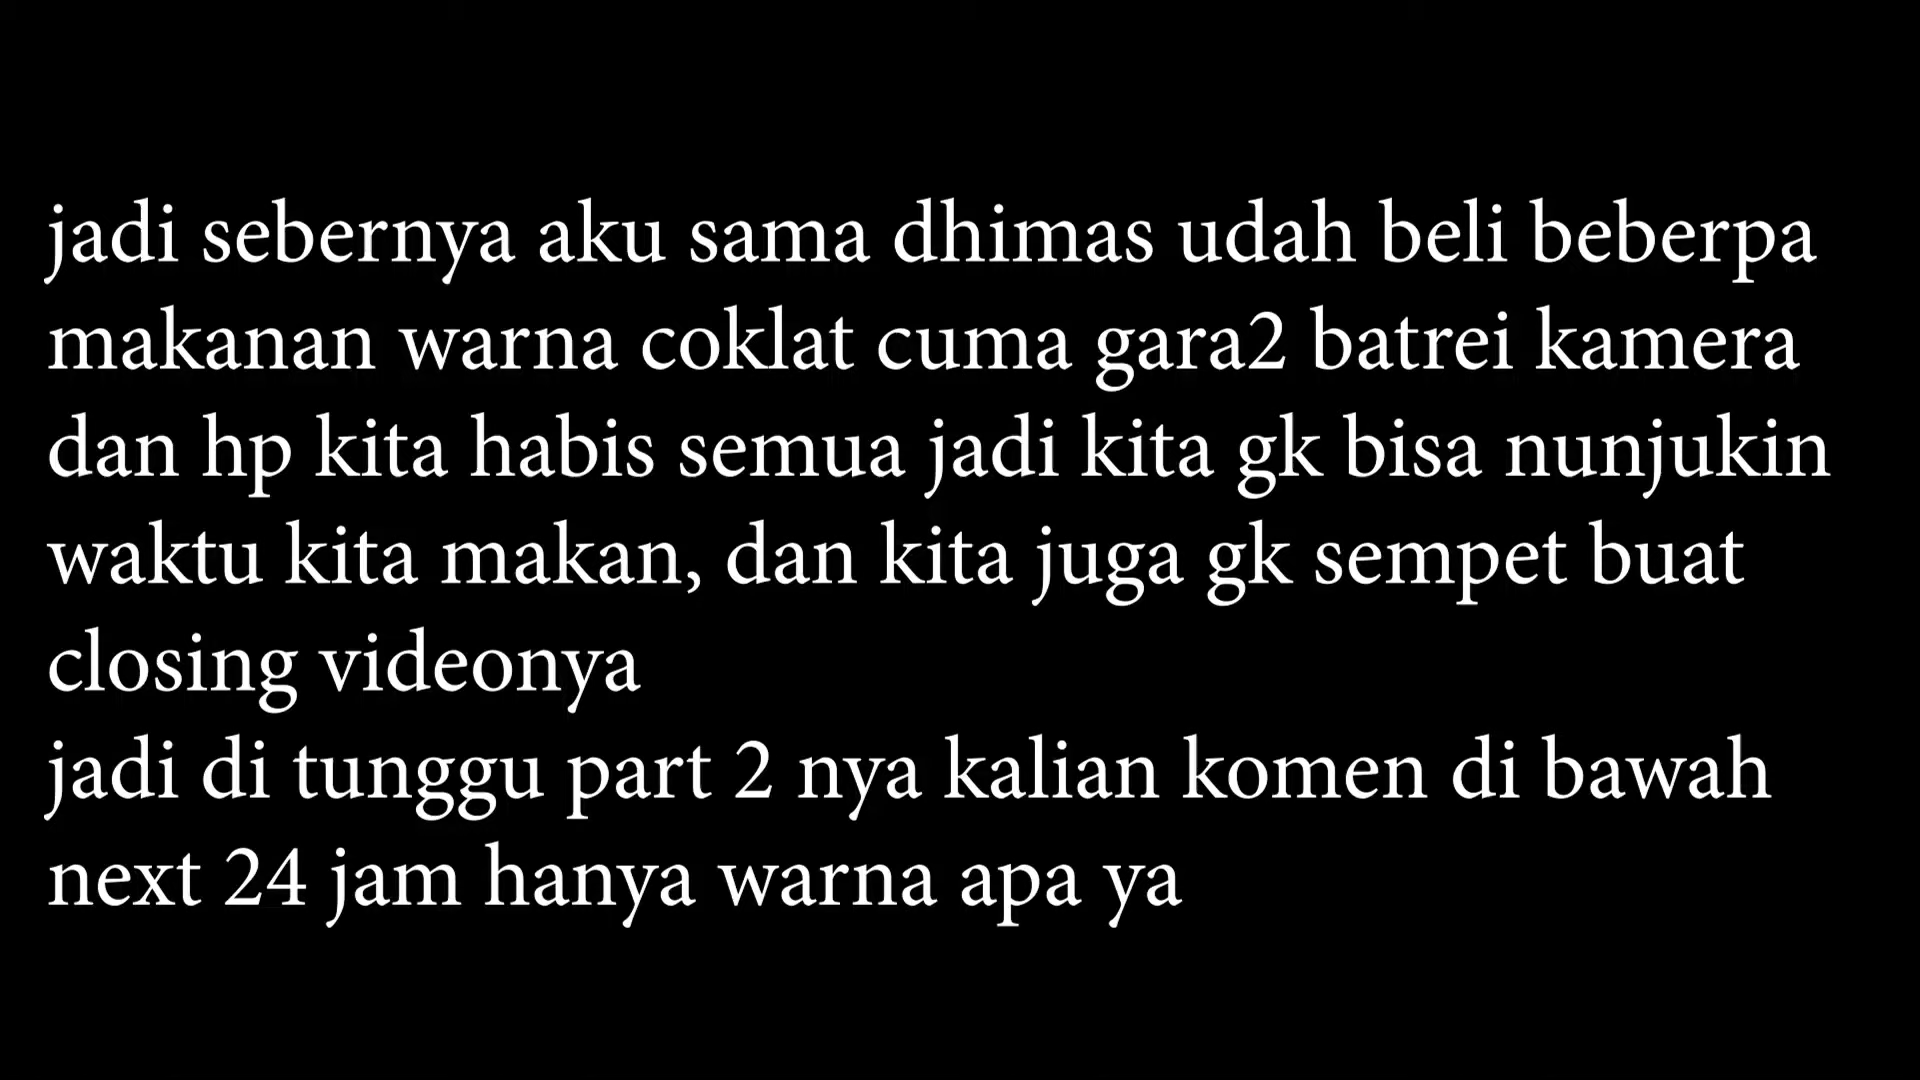 jadi sebernya aku sama dhimas udah beli beberpa
makanan warna coklat cuma gara2 batrei kamera
dan hp kita habis semua jadi kita gk bisa nunjukin
waktu kita makan, dan kita juga gk sempet buat
closing videonya
jadi di tunggu part 2 nya kalian komen di bawah
next 24 jam hanya warna apa ya